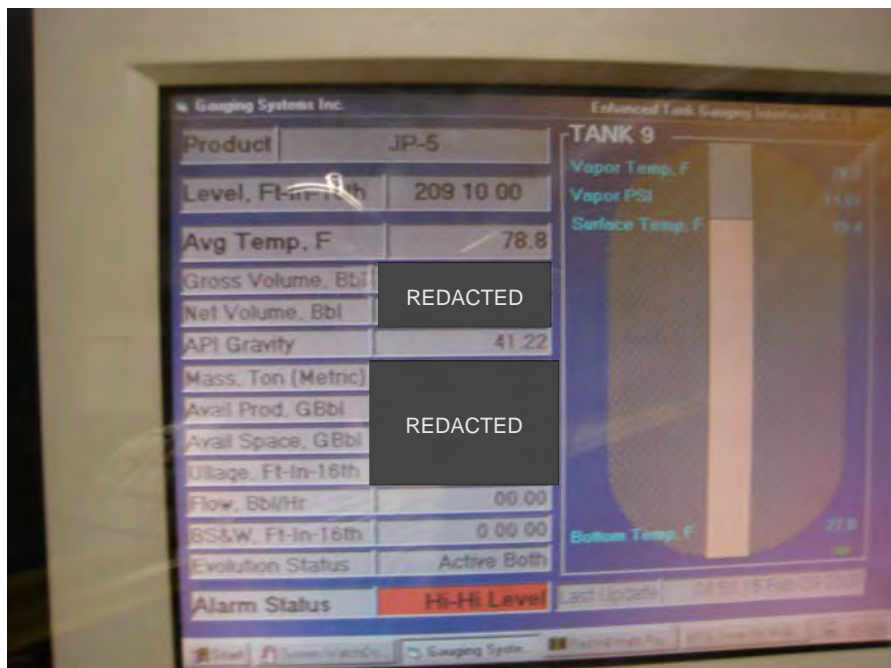 Gauging Systems Inc.
Enhanced Tank Gauging Interface
Product JP-5
Level, Ft-In-16th 209 10 00
Avg Temp, F 78.8
Gross Volume, Bbl
REDACTED
Net Volume, Bbl
API Gravity 41.22
Mass, Ton (Metric)
Avail Prod, GBbl
REDACTED
Avail Space, GBbl
Ullage, Ft-In-16th
Flow, Bbl/Hr 00.00
BS&W, Ft-In-16th 0 00 00
Evolution Status Active Both
Alarm Status Hi-Hi Level
TANK 9
Vapor Temp, F
Vapor PSI
Surface Temp, F
Bottom Temp, F
Last Update
Start
Gauging Syste...